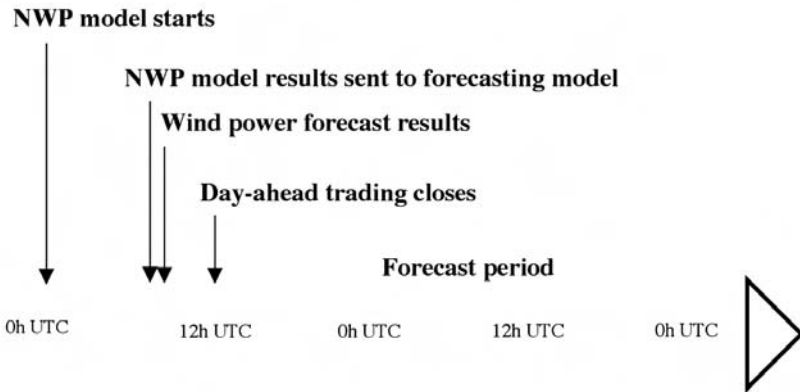 NWP model starts
NWP model results sent to forecasting model
Wind power forecast results
Day-ahead trading closes
Forecast period
0h UTC
12h UTC
0h UTC
12h UTC
0h UTC